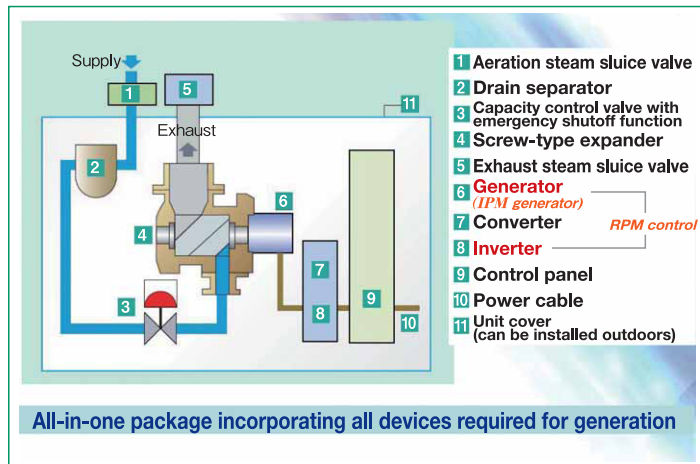 Supply
1
5
11
Exhaust
2
6
4
7
3
8
9
10
1 Aeration steam sluice valve
2 Drain separator
3 Capacity control valve with
emergency shutoff function
4 Screw-type expander
5 Exhaust steam sluice valve
6 Generator
(IPM generator)
RPM control
7 Converter
8 Inverter
9 Control panel
10 Power cable
11 Unit cover
(can be installed outdoors)
All-in-one package incorporating all devices required for generation